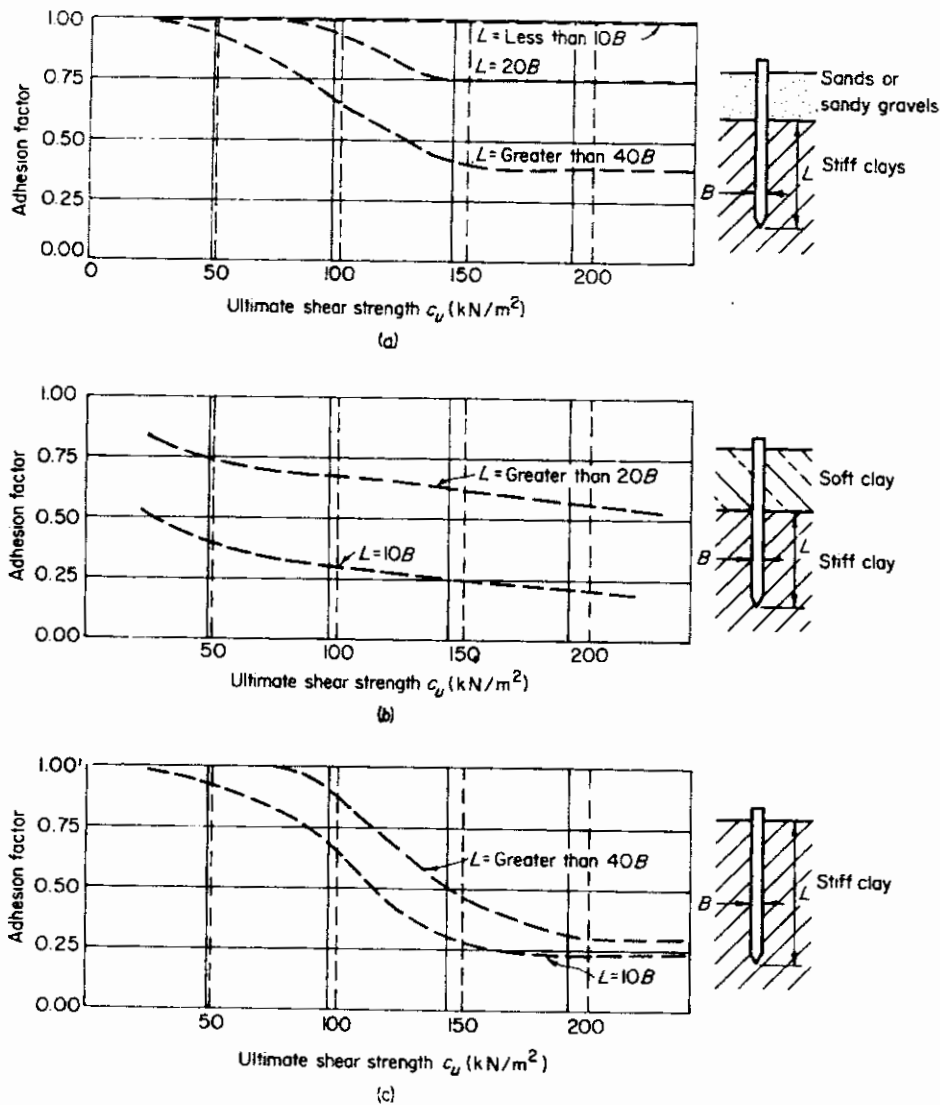 L = Less than 10B
L = 20B
L = Greater than 40B
Adhesion factor
1.00
0.75
0.50
0.25
0.00
0
50
100
150
200
Ultimate shear strength cu (kN/m²)
(a)
Sands or
sandy gravels
Stiff clays
B
L
L = Greater than 20B
L = 10B
Adhesion factor
1.00
0.75
0.50
0.25
0.00
50
100
150
200
Ultimate shear strength cu (kN/m²)
(b)
Soft clay
Stiff clay
B
L
L = Greater than 40B
L = 10B
Adhesion factor
1.00
0.75
0.50
0.25
0.00
50
100
150
200
Ultimate shear strength cu (kN/m²)
(c)
Stiff clay
B
L